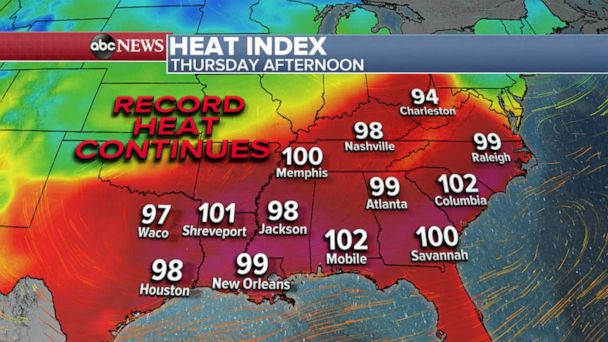 abc NEWS
HEAT INDEX
THURSDAY AFTERNOON
RECORD
HEAT
CONTINUES
94
Charleston
98
Nashville
99
Raleigh
100
Memphis
99
Atlanta
102
Columbia
97
Waco
101
Shreveport
98
Jackson
102
Mobile
100
Savannah
98
Houston
99
New Orleans